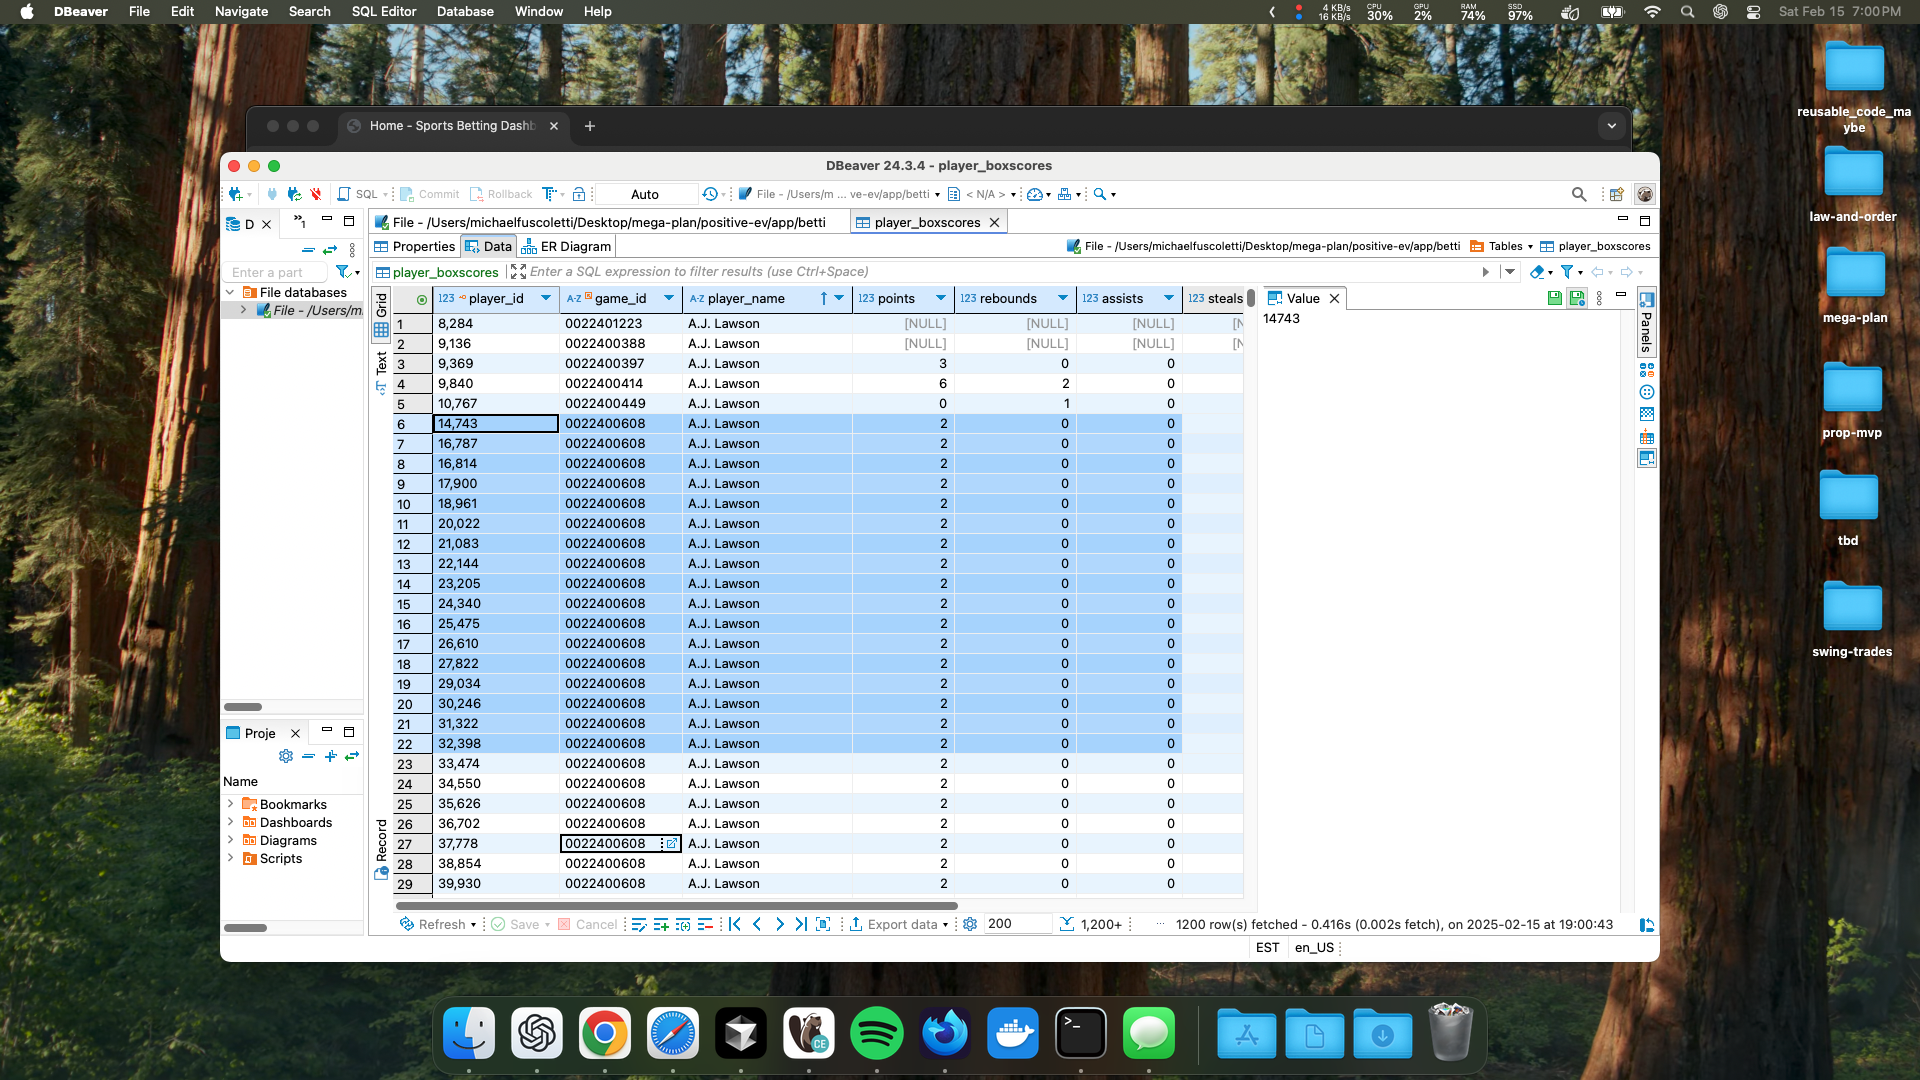 DBeaver File Edit Navigate Search SQL Editor Database Window Help
4 KB/s 16 KB/s CPU 30% GPU 2% RAM 74% SSD 97% Sat Feb 15 7:00 PM
Home - Sports Betting Dashb
DBeaver 24.3.4 - player_boxscores
SQL Commit Rollback Auto File - /Users/m ... ve-ev/app/betti < N/A >
D
File - /Users/michaelfuscoletti/Desktop/mega-plan/positive-ev/app/betti player_boxscores
Properties Data ER Diagram File - /Users/michaelfuscoletti/Desktop/mega-plan/positive-ev/app/betti Tables player_boxscores
Enter a part
player_boxscores Enter a SQL expression to filter results (use Ctrl+Space)
File databases
File - /Users/m
Grid
Text
Record
123 player_id A-Z game_id A-Z player_name 123 points 123 rebounds 123 assists 123 steals
1 8,284 0022401223 A.J. Lawson [NULL] [NULL] [NULL] [N
2 9,136 0022400388 A.J. Lawson [NULL] [NULL] [NULL] [N
3 9,369 0022400397 A.J. Lawson 3 0 0
4 9,840 0022400414 A.J. Lawson 6 2 0
5 10,767 0022400449 A.J. Lawson 0 1 0
6 14,743 0022400608 A.J. Lawson 2 0 0
7 16,787 0022400608 A.J. Lawson 2 0 0
8 16,814 0022400608 A.J. Lawson 2 0 0
9 17,900 0022400608 A.J. Lawson 2 0 0
10 18,961 0022400608 A.J. Lawson 2 0 0
11 20,022 0022400608 A.J. Lawson 2 0 0
12 21,083 0022400608 A.J. Lawson 2 0 0
13 22,144 0022400608 A.J. Lawson 2 0 0
14 23,205 0022400608 A.J. Lawson 2 0 0
15 24,340 0022400608 A.J. Lawson 2 0 0
16 25,475 0022400608 A.J. Lawson 2 0 0
17 26,610 0022400608 A.J. Lawson 2 0 0
18 27,822 0022400608 A.J. Lawson 2 0 0
19 29,034 0022400608 A.J. Lawson 2 0 0
20 30,246 0022400608 A.J. Lawson 2 0 0
21 31,322 0022400608 A.J. Lawson 2 0 0
22 32,398 0022400608 A.J. Lawson 2 0 0
23 33,474 0022400608 A.J. Lawson 2 0 0
24 34,550 0022400608 A.J. Lawson 2 0 0
25 35,626 0022400608 A.J. Lawson 2 0 0
26 36,702 0022400608 A.J. Lawson 2 0 0
27 37,778 0022400608 A.J. Lawson 2 0 0
28 38,854 0022400608 A.J. Lawson 2 0 0
29 39,930 0022400608 A.J. Lawson 2 0 0
Value
14743
Panels
Proje
Name
Bookmarks
Dashboards
Diagrams
Scripts
Refresh Save Cancel Export data 200 1,200+ ... 1200 row(s) fetched - 0.416s (0.002s fetch), on 2025-02-15 at 19:00:43
EST en_US
reusable_code_ma
ybe
law-and-order
mega-plan
prop-mvp
tbd
swing-trades
CE
>_